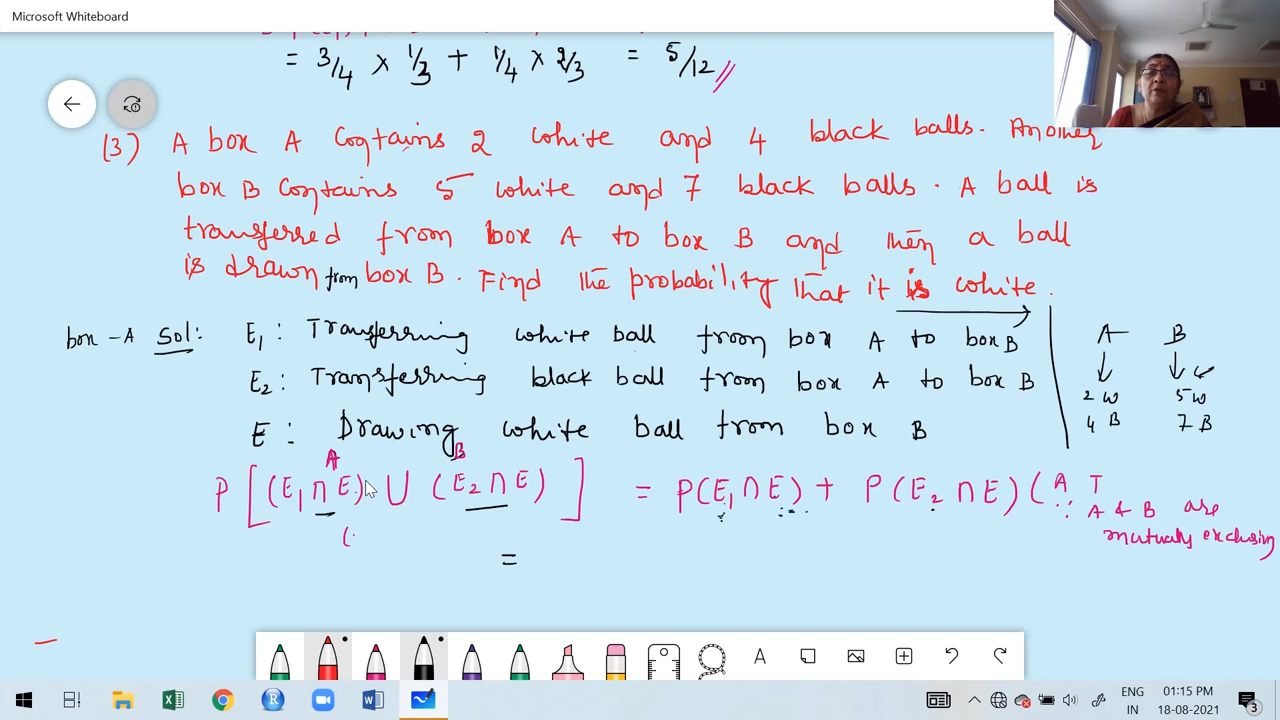 Microsoft Whiteboard
= 3/4 × 1/3 + 1/4 × 2/3 = 5/12 //
(3) A box A Contains 2 white and 4 black balls. Another
box B Contains 5 white and 7 black balls. A ball is
transferred from box A to box B and then a ball
is drawn from box B. Find the probability that it is white.
box - A Sol: E1: Transferring white ball from box A to box B
E2: Transferring black ball from box A to box B
E: Drawing white ball from box B
A B
2 W 5 W
4 B 7 B
A B
P[(E1 ∩ E) ∪ (E2 ∩ E)] = P(E1 ∩ E) + P(E2 ∩ E) (A T
∵ A & B are
mutually exclusing
(
=
A
ENG
IN
01:15 PM
18-08-2021
3